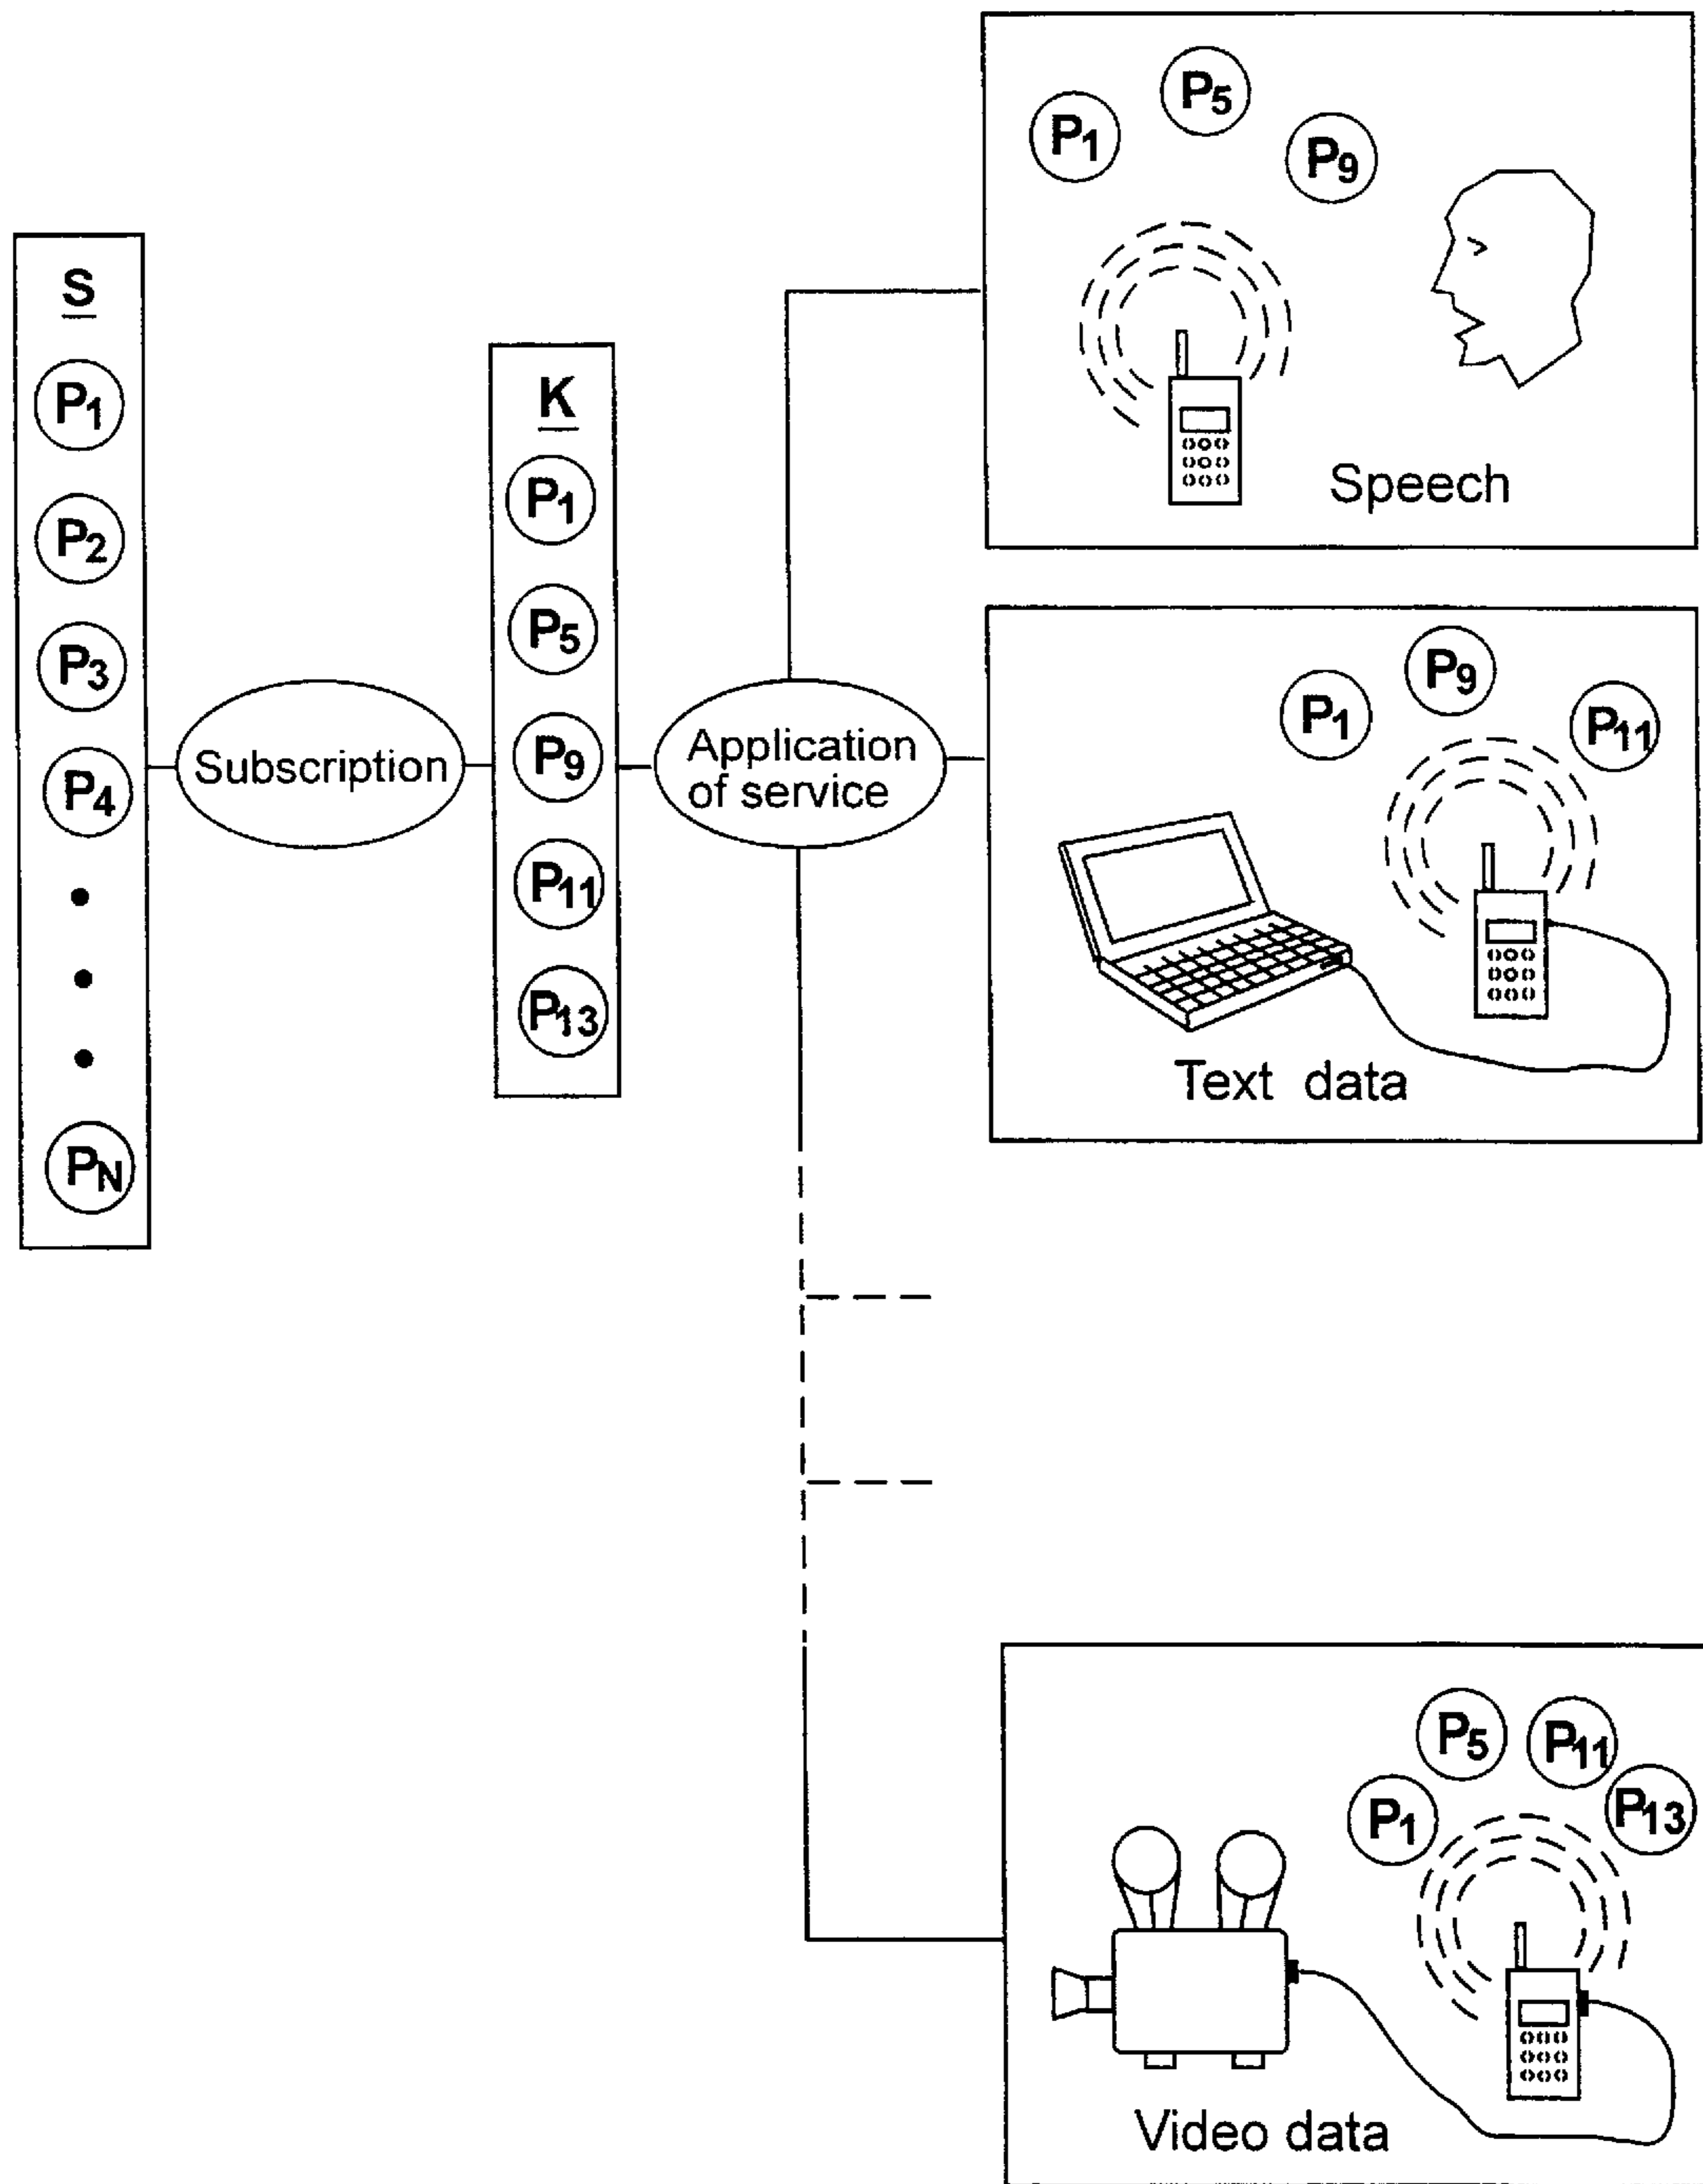 S
P1
P2
P3
P4
PN
Subscription
K
P1
P5
P9
P11
P13
Application
of service
P1
P5
P9
Speech
P1
P9
P11
Text data
P1
P5
P11
P13
Video data